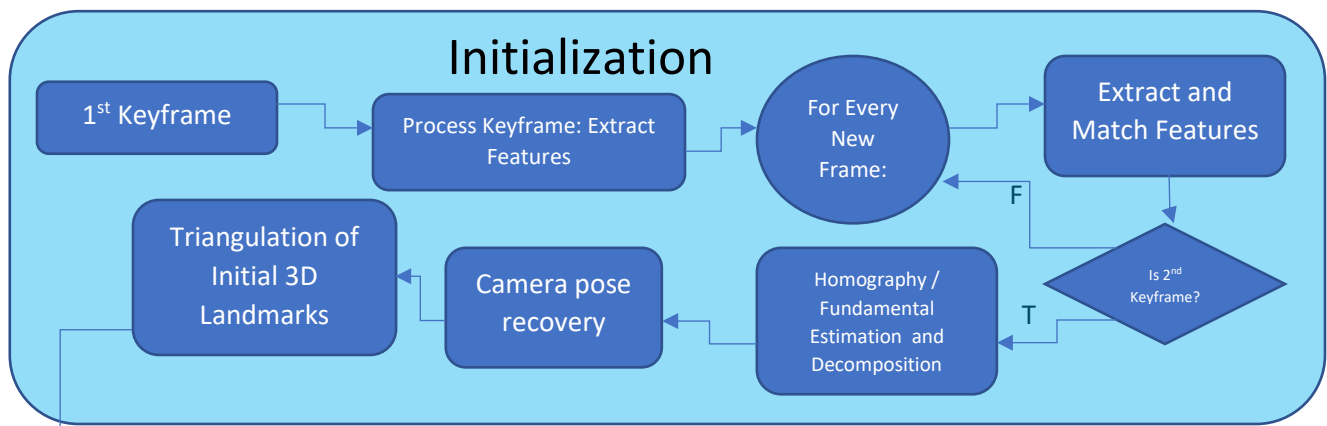 Initialization
1st Keyframe
Process Keyframe: Extract
Features
For Every
New
Frame:
Extract and
Match Features
F
Is 2nd
Keyframe?
T
Homography /
Fundamental
Estimation and
Decomposition
Camera pose
recovery
Triangulation of
Initial 3D
Landmarks